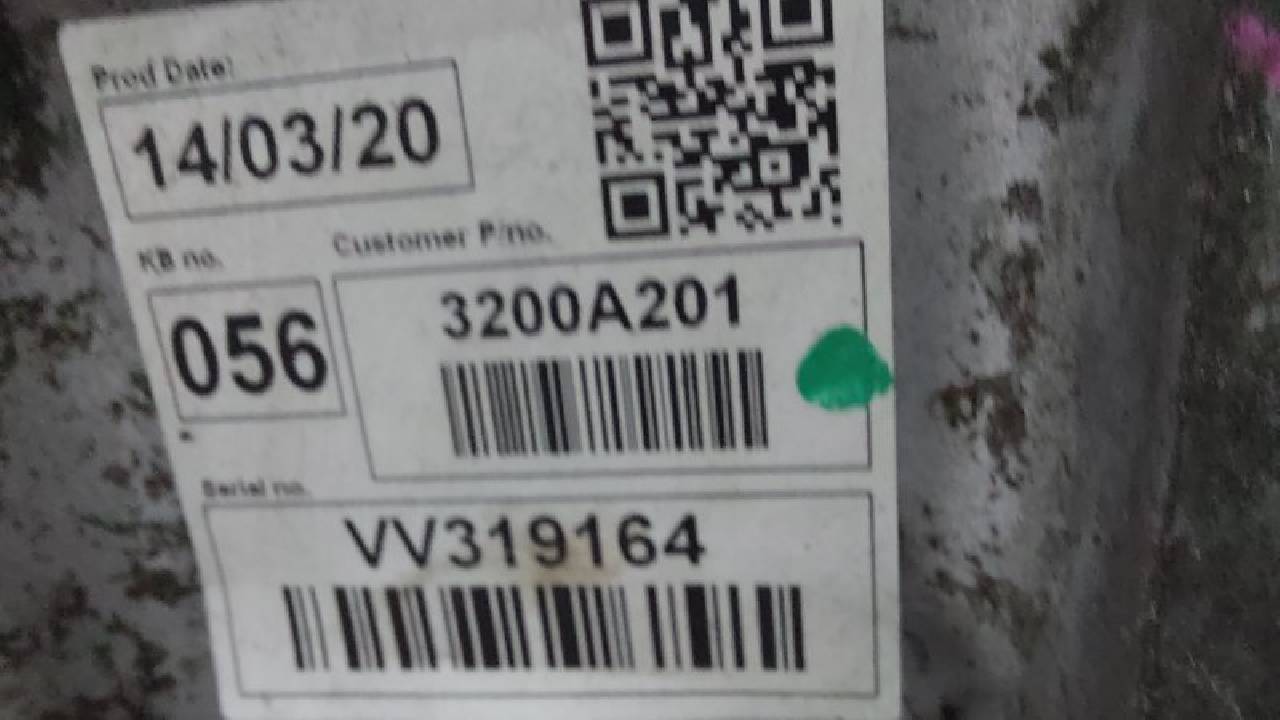 Prod Date:
14/03/20
KB no.
Customer P/no.
056
3200A201
Serial no.
VV319164